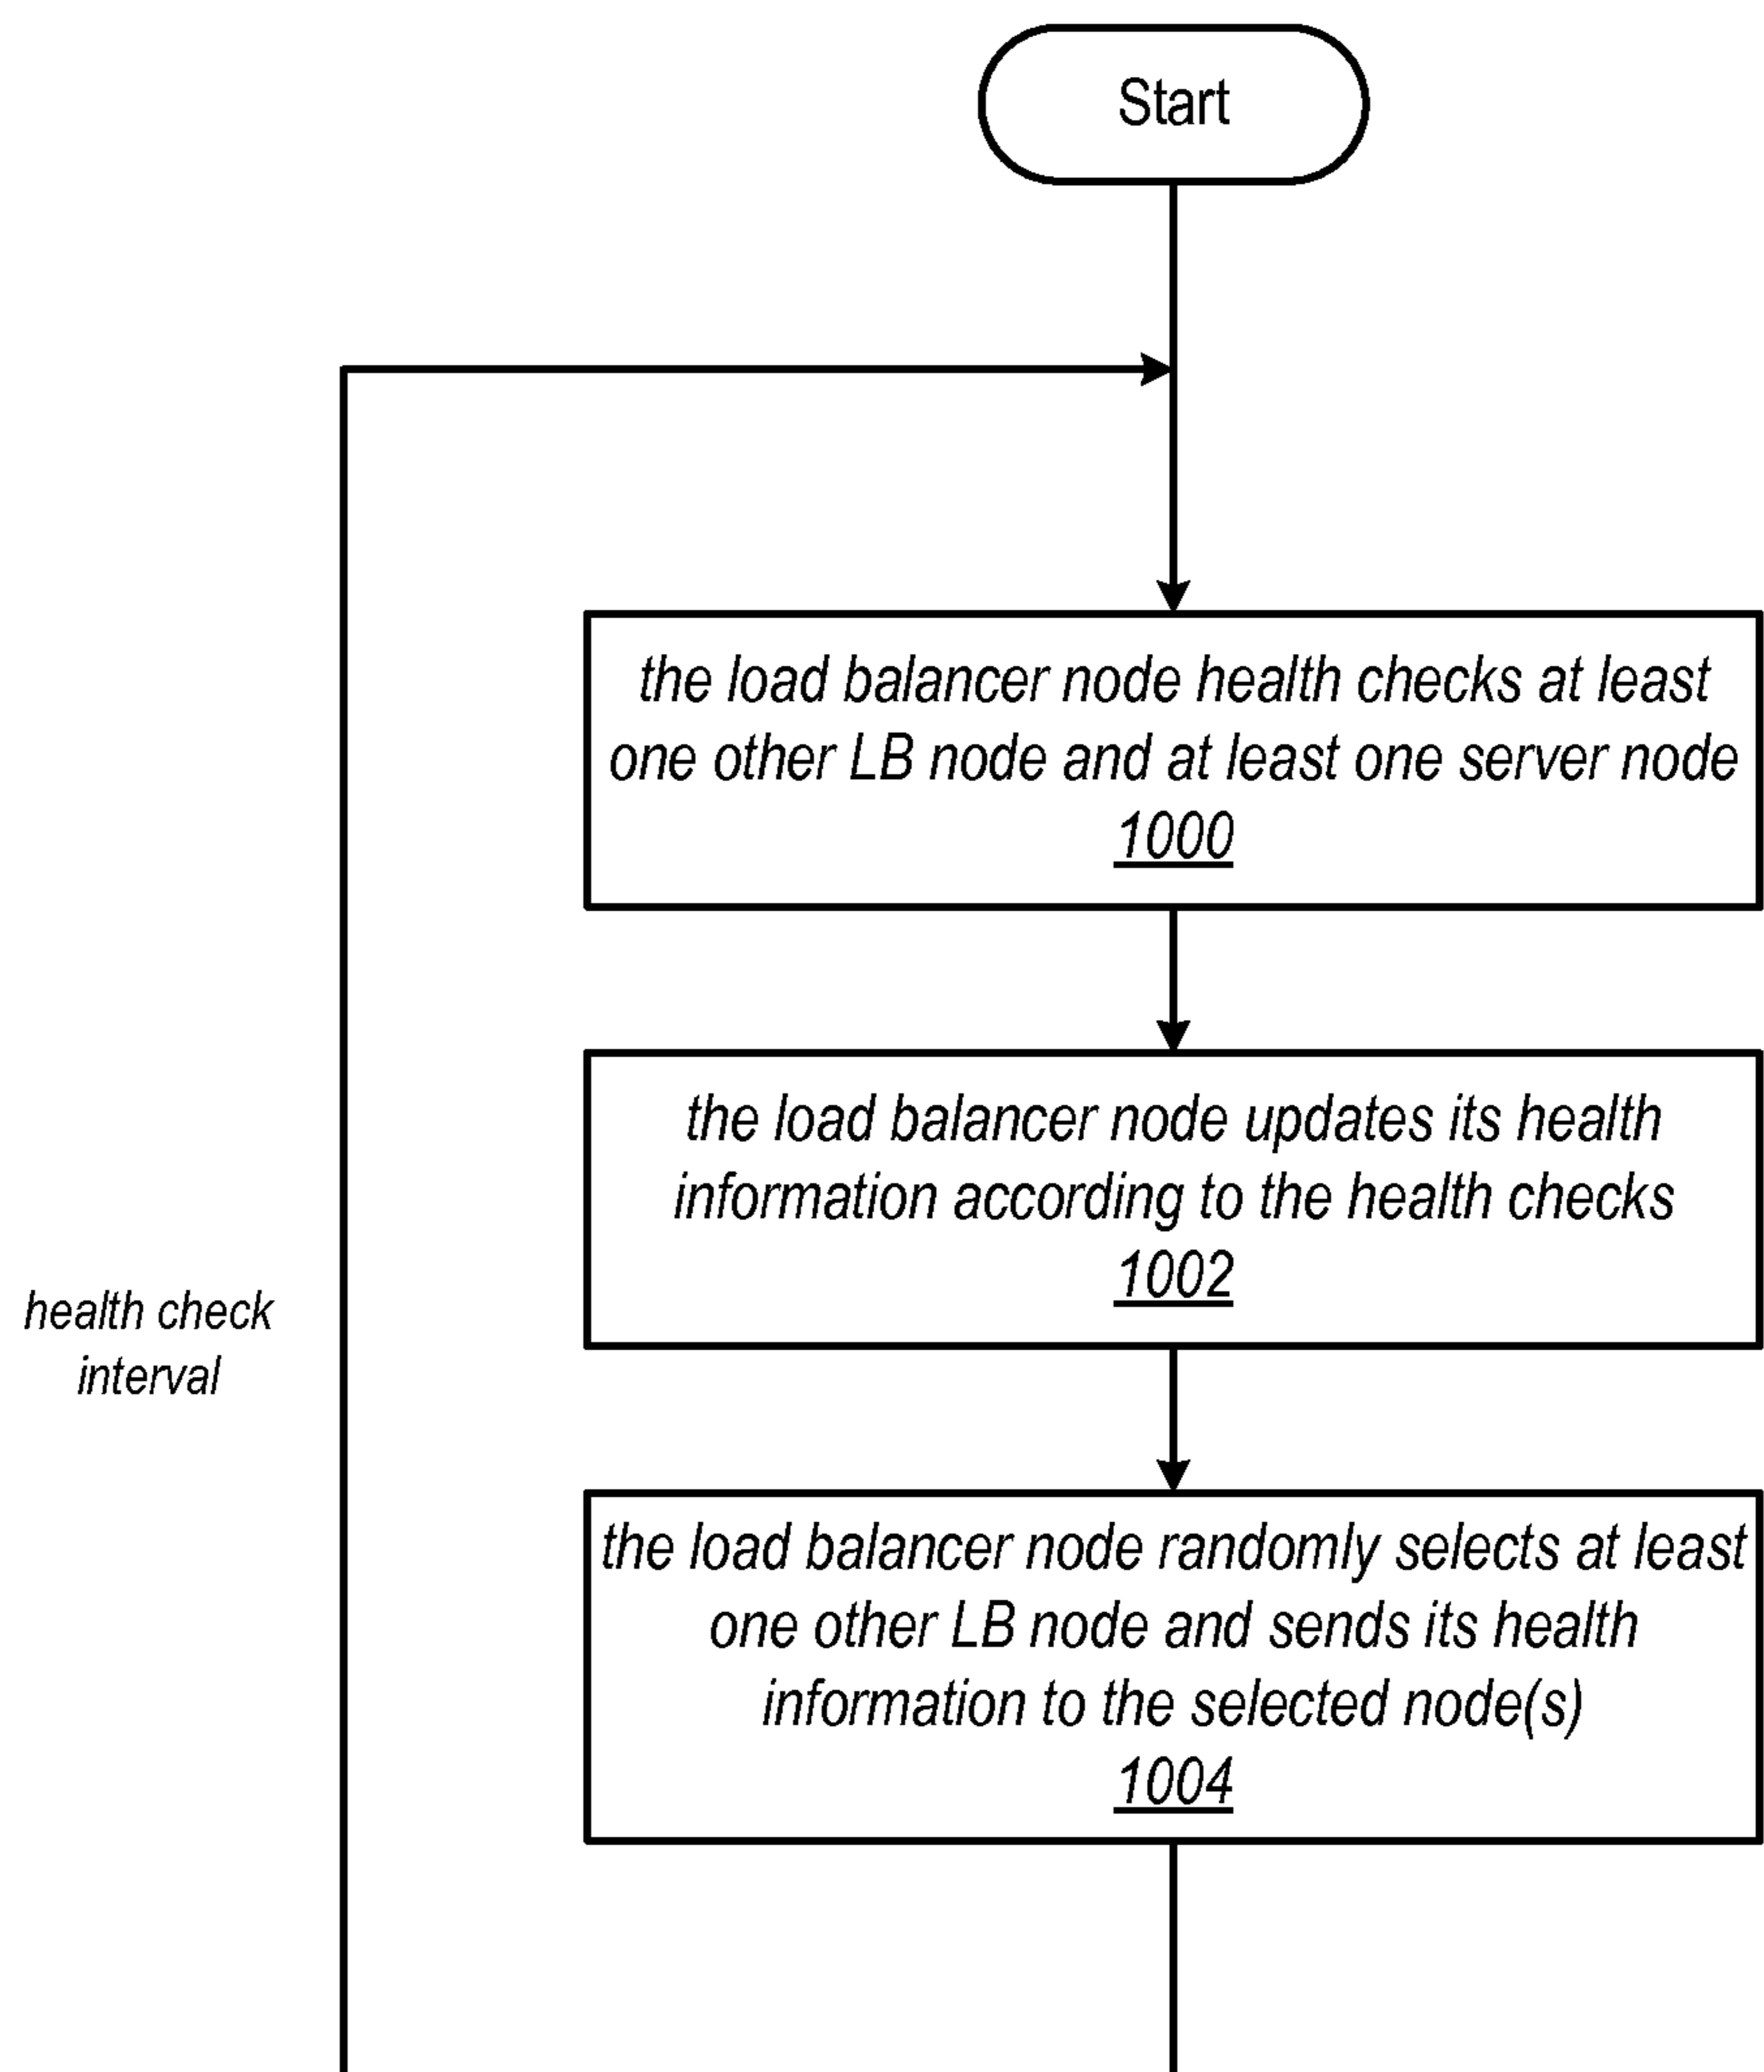 Start
the load balancer node health checks at least
one other LB node and at least one server node
1000
the load balancer node updates its health
information according to the health checks
1002
health check
interval
the load balancer node randomly selects at least
one other LB node and sends its health
information to the selected node(s)
1004